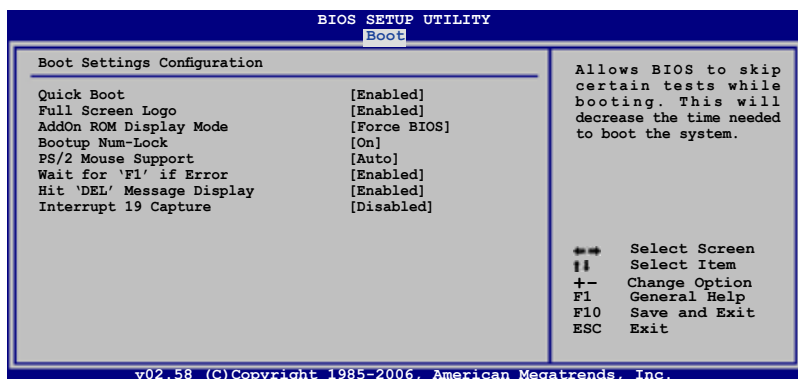 BIOS SETUP UTILITY
Boot
Boot Settings Configuration
Quick Boot [Enabled]
Full Screen Logo [Enabled]
AddOn ROM Display Mode [Force BIOS]
Bootup Num-Lock [On]
PS/2 Mouse Support [Auto]
Wait for ‘F1’ if Error [Enabled]
Hit ‘DEL’ Message Display [Enabled]
Interrupt 19 Capture [Disabled]
Allows BIOS to skip
certain tests while
booting. This will
decrease the time needed
to boot the system.
←→ Select Screen
↑↓ Select Item
+- Change Option
F1 General Help
F10 Save and Exit
ESC Exit
v02.58 (C)Copyright 1985-2006, American Megatrends, Inc.